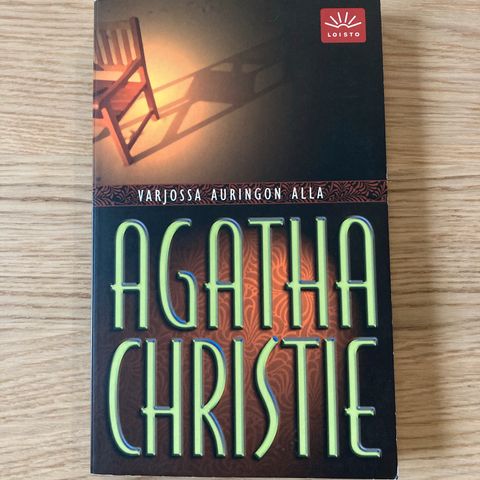 LOISTO
VARJOSSA AURINGON ALLA
AGATHA
CHRISTIE